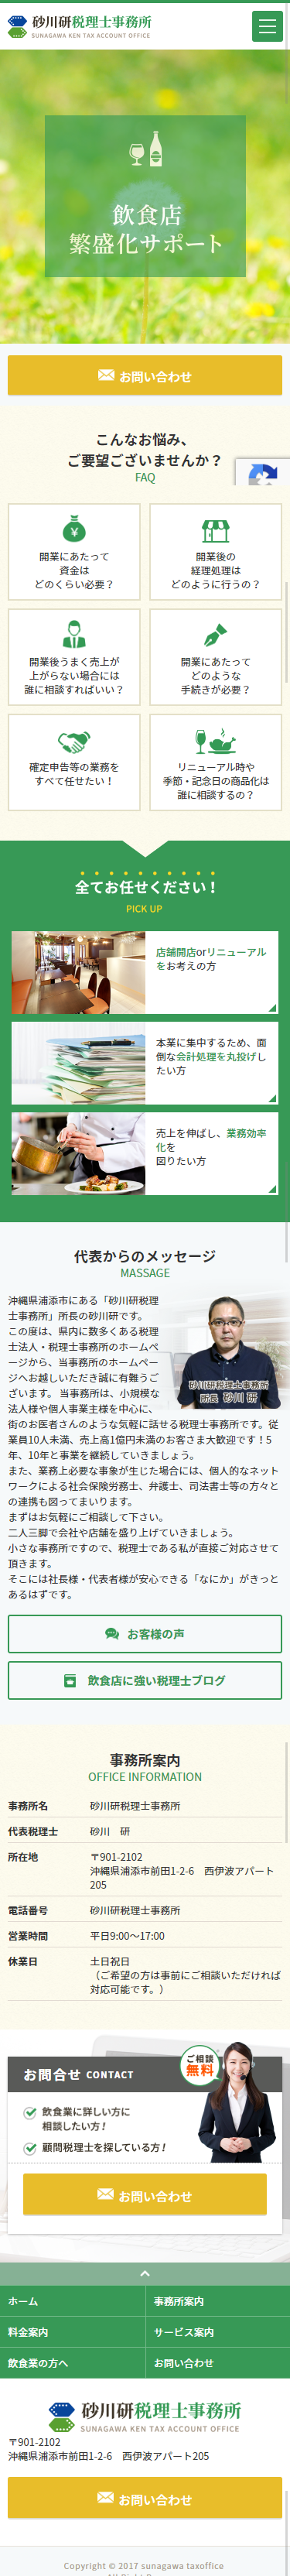 砂川研税理士事務所
SUNAGAWA KEN TAX ACCOUNT OFFICE
飲食店
繁盛化サポート
お問い合わせ
こんなお悩み、
ご要望ございませんか？
FAQ
開業にあたって
資金は
どのくらい必要？
開業後の
経理処理は
どのように行うの？
開業後うまく売上が
上がらない場合には
誰に相談すればいい？
開業にあたって
どのような
手続きが必要？
確定申告等の業務を
すべて任せたい！
リニューアル時や
季節・記念日の商品化は
誰に相談するの？
全てお任せください！
PICK UP
店舗開店orリニューアル
をお考えの方
本業に集中するため、面
倒な会計処理を丸投げし
たい方
売上を伸ばし、業務効率
化を
図りたい方
代表からのメッセージ
MASSAGE
沖縄県浦添市にある「砂川研税理
士事務所」所長の砂川研です。
この度は、県内に数多くある税理
士法人・税理士事務所のホームペ
ージから、当事務所のホームペー
ジへお越しいただき誠に有難うご
ざいます。 当事務所は、小規模な
法人様や個人事業主様を中心に、
街のお医者さんのような気軽に話せる税理士事務所です。従
業員10人未満、売上高1億円未満のお客さま大歓迎です！5
年、10年と事業を継続していきましょう。
また、業務上必要な事象が生じた場合には、個人的なネット
ワークによる社会保険労務士、弁護士、司法書士等の方々と
の連携も図ってまいります。
まずはお気軽にご相談して下さい。
二人三脚で会社や店舗を盛り上げていきましょう。
小さな事務所ですので、税理士である私が直接ご対応させて
頂きます。
そこには社長様・代表者様が安心できる「なにか」がきっと
あるはずです。
砂川研税理士事務所
所長 砂川 研
お客様の声
飲食店に強い税理士ブログ
事務所案内
OFFICE INFORMATION
事務所名 砂川研税理士事務所
代表税理士 砂川　研
所在地 〒901-2102
沖縄県浦添市前田1-2-6　西伊波アパート
205
電話番号 砂川研税理士事務所
営業時間 平日9:00～17:00
休業日 土日祝日
（ご希望の方は事前にご相談いただければ
対応可能です。）
お問合せ CONTACT
ご相談
無料
飲食業に詳しい方に
相談したい方！
顧問税理士を探している方！
お問い合わせ
ホーム 事務所案内
料金案内 サービス案内
飲食業の方へ お問い合わせ
砂川研税理士事務所
SUNAGAWA KEN TAX ACCOUNT OFFICE
〒901-2102
沖縄県浦添市前田1-2-6　西伊波アパート205
お問い合わせ
Copyright © 2017 sunagawa taxoffice